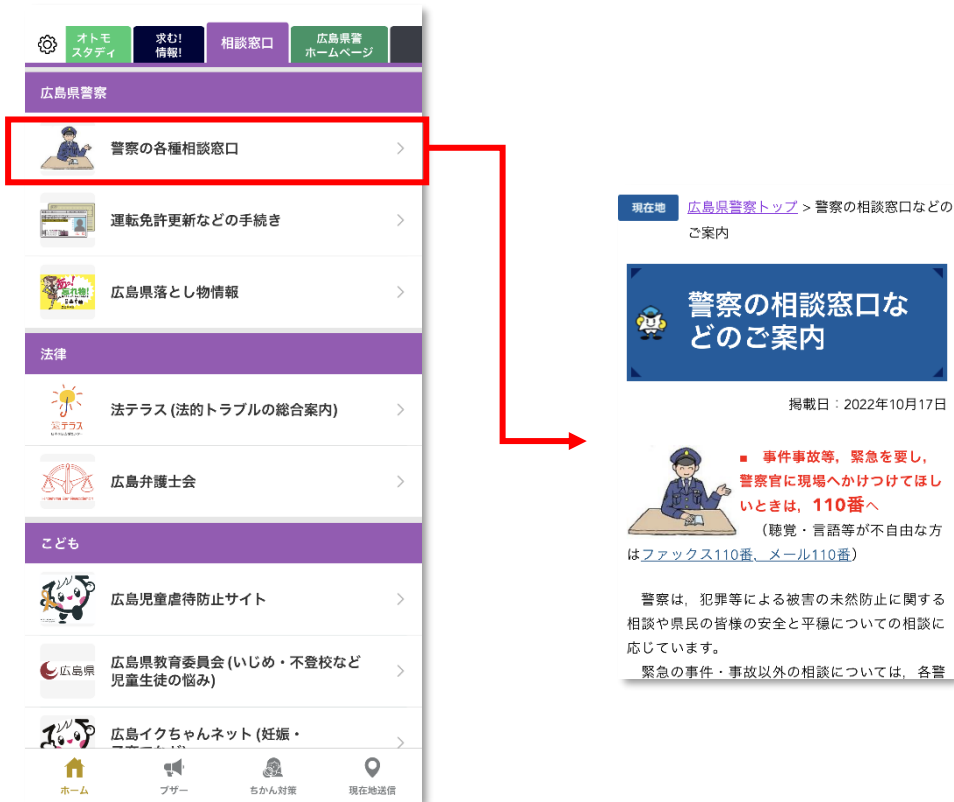 オトモ
スタディ
求む!
情報!
相談窓口
広島県警
ホームページ
広島県警察
警察の各種相談窓口
運転免許更新などの手続き
広島県落とし物情報
法律
法テラス
法テラス (法的トラブルの総合案内)
広島弁護士会
こども
広島児童虐待防止サイト
広島県
広島県教育委員会 (いじめ・不登校など
児童生徒の悩み)
広島イクちゃんネット (妊娠・
ホーム
ブザー
ちかん対策
現在地送信
現在地
広島県警察トップ > 警察の相談窓口などの
ご案内
警察の相談窓口な
どのご案内
掲載日:2022年10月17日
■ 事件事故等,緊急を要し,
警察官に現場へかけつけてほし
いときは,110番へ
(聴覚・言語等が不自由な方
はファックス110番、メール110番)
警察は,犯罪等による被害の未然防止に関する
相談や県民の皆様の安全と平穏についての相談に
応じています。
緊急の事件・事故以外の相談については,各警